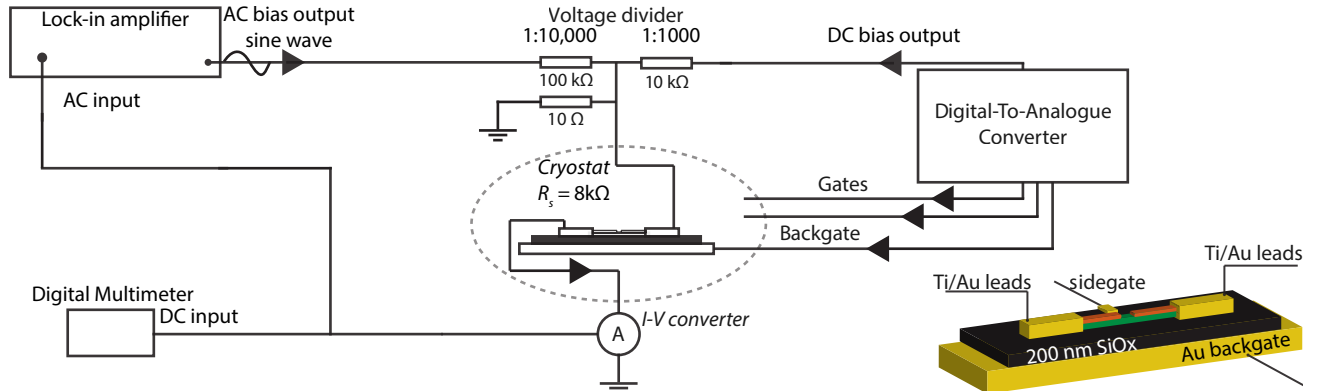 Lock-in amplifier
AC bias output
sine wave
AC input
Voltage divider
1:10,000
1:1000
100 kΩ
10 kΩ
10 Ω
DC bias output
Digital-To-Analogue
Converter
Cryostat
Rs = 8kΩ
Gates
Backgate
Digital Multimeter
DC input
A
I-V converter
Ti/Au leads
sidegate
Ti/Au leads
200 nm SiOx
Au backgate